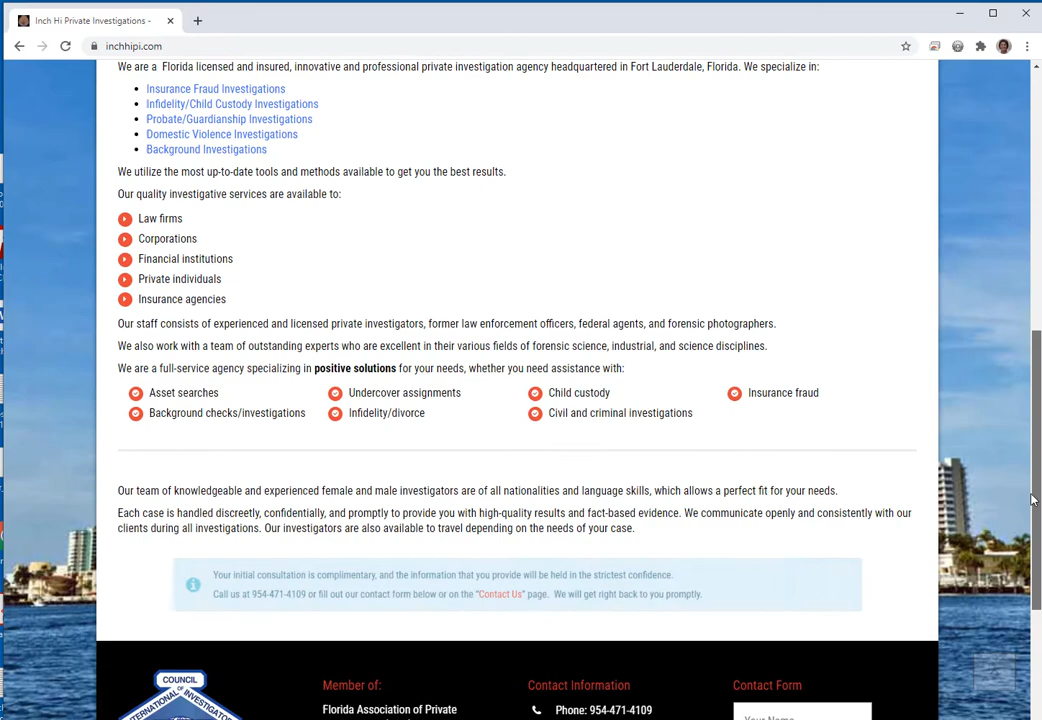 Inch Hi Private Investigations -
inchhipi.com
We are a Florida licensed and insured, innovative and professional private investigation agency headquartered in Fort Lauderdale, Florida. We specialize in:
Insurance Fraud Investigations
Infidelity/Child Custody Investigations
Probate/Guardianship Investigations
Domestic Violence Investigations
Background Investigations
We utilize the most up-to-date tools and methods available to get you the best results.
Our quality investigative services are available to:
Law firms
Corporations
Financial institutions
Private individuals
Insurance agencies
Our staff consists of experienced and licensed private investigators, former law enforcement officers, federal agents, and forensic photographers.
We also work with a team of outstanding experts who are excellent in their various fields of forensic science, industrial, and science disciplines.
We are a full-service agency specializing in positive solutions for your needs, whether you need assistance with:
Asset searches Undercover assignments Child custody Insurance fraud
Background checks/investigations Infidelity/divorce Civil and criminal investigations
Our team of knowledgeable and experienced female and male investigators are of all nationalities and language skills, which allows a perfect fit for your needs.
Each case is handled discreetly, confidentially, and promptly to provide you with high-quality results and fact-based evidence. We communicate openly and consistently with our
clients during all investigations. Our investigators are also available to travel depending on the needs of your case.
Your initial consultation is complimentary, and the information that you provide will be held in the strictest confidence.
Call us at 954-471-4109 or fill out our contact form below or on the "Contact Us" page. We will get right back to you promptly.
COUNCIL
OF
INTERNATIONAL INVESTIGATORS
Member of: Contact Information Contact Form
Florida Association of Private Phone: 954-471-4109
Your Name